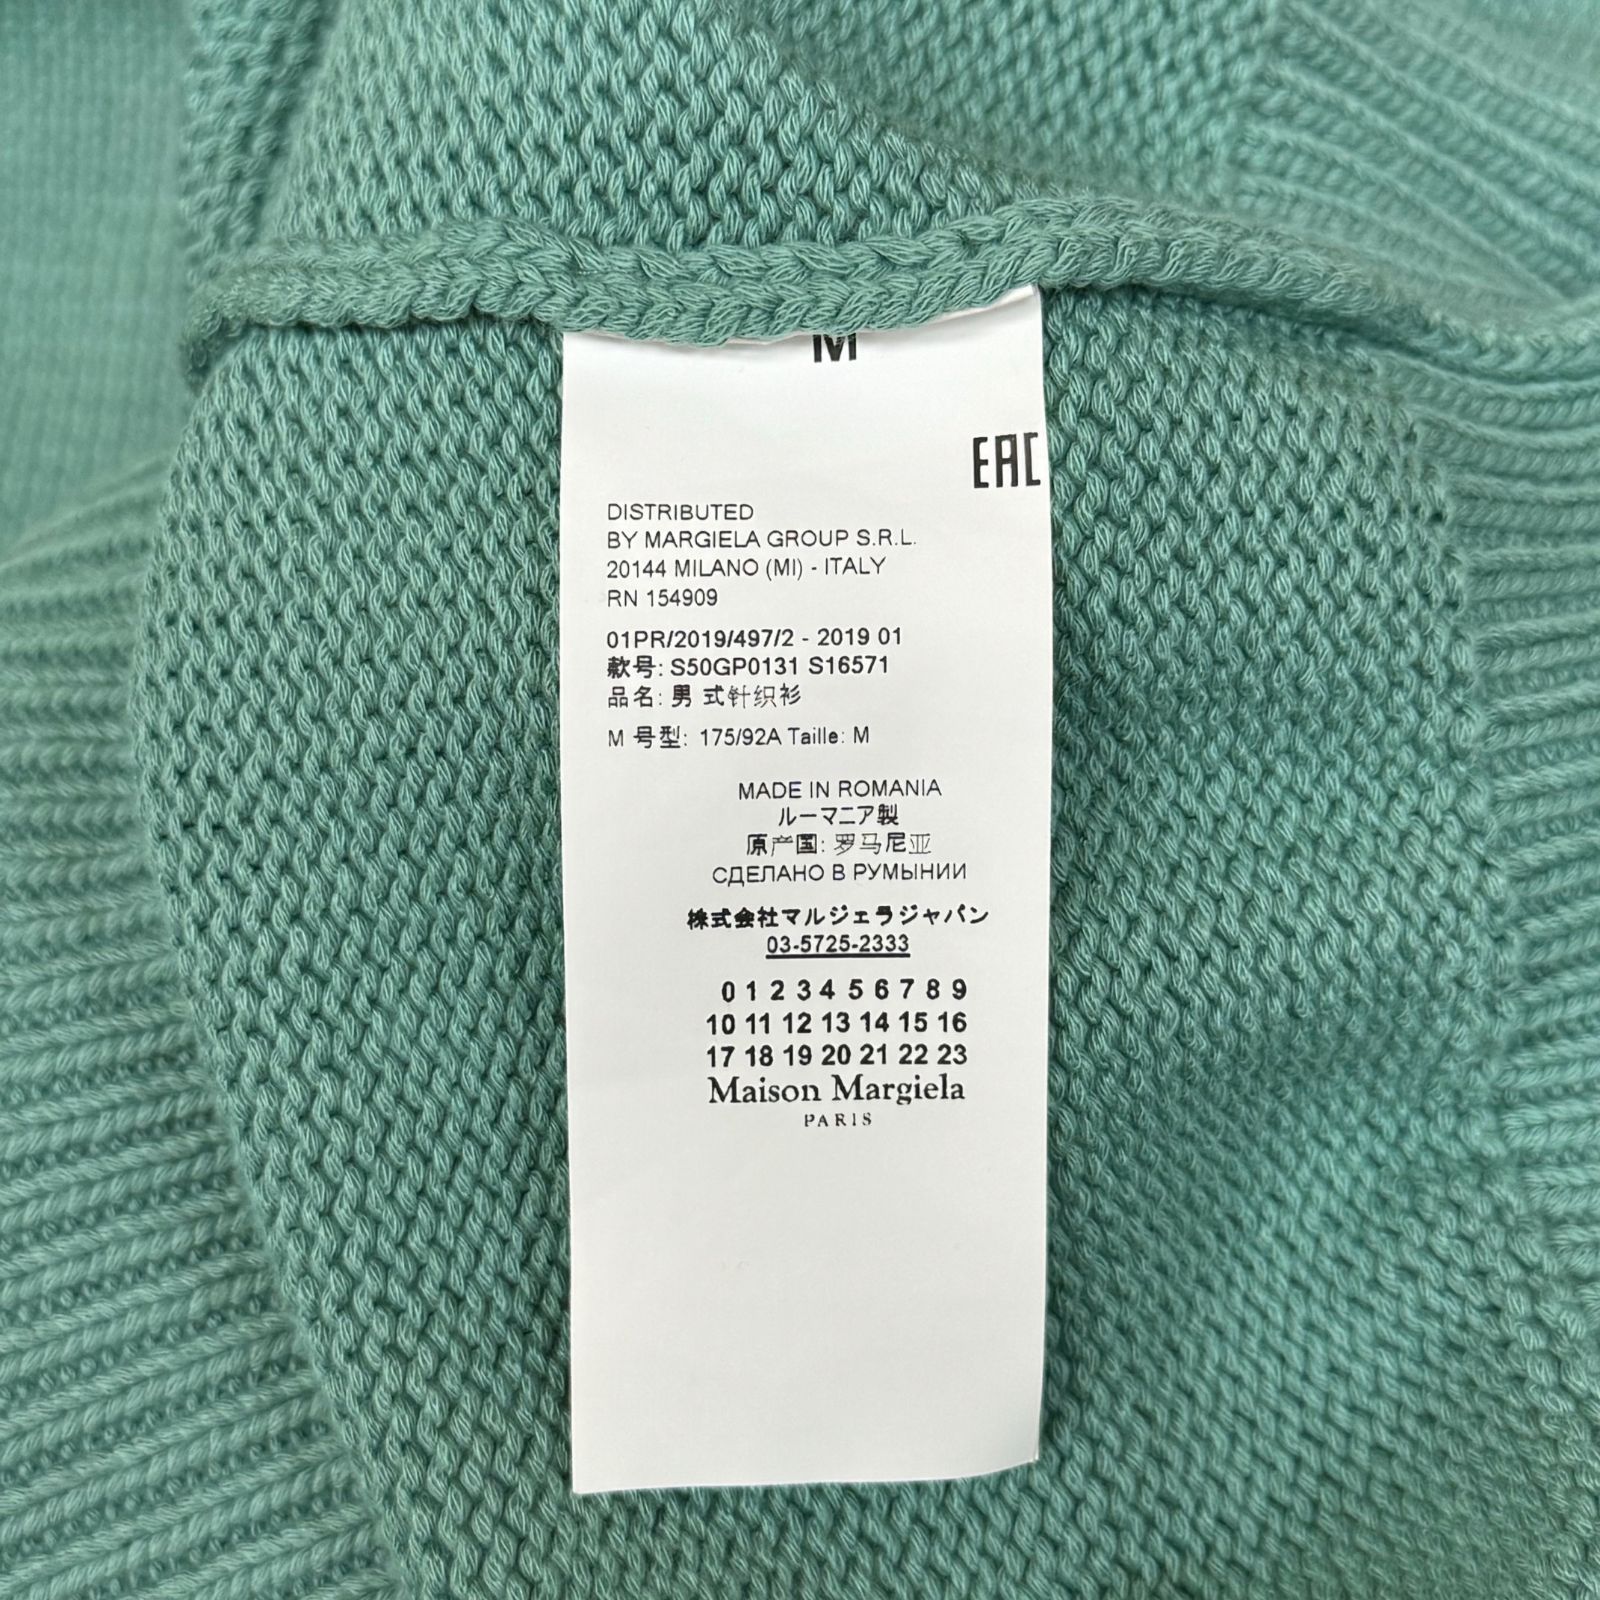 M
EAC
DISTRIBUTED
BY MARGIELA GROUP S.R.L.
20144 MILANO (MI) - ITALY
RN 154909
01PR/2019/497/2 - 2019 01
款号: S50GP0131 S16571
品名: 男 式针织衫
M 号型: 175/92A Taille: M
MADE IN ROMANIA
ルーマニア製
原产国: 罗马尼亚
СДЕЛАНО В РУМЫНИИ
株式会社マルジェラジャパン
03-5725-2333
0 1 2 3 4 5 6 7 8 9
10 11 12 13 14 15 16
17 18 19 20 21 22 23
Maison Margiela
PARIS